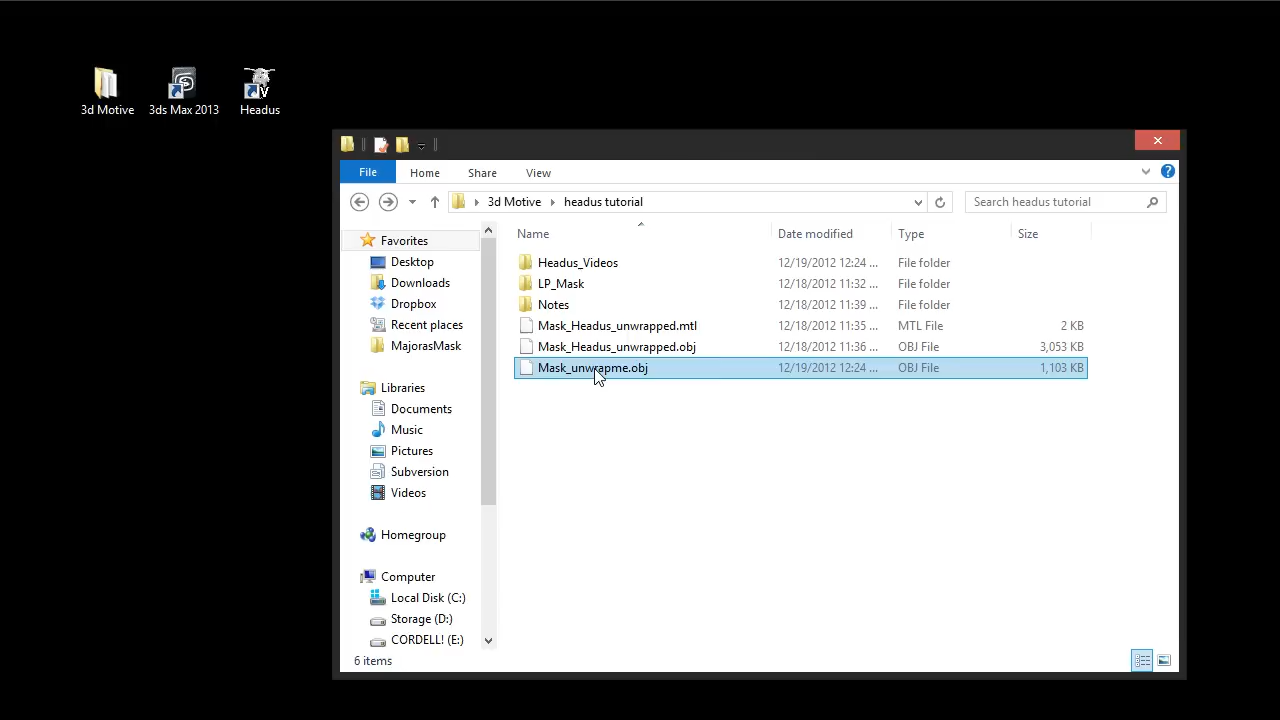 3d Motive 3ds Max 2013 Headus
File Home Share View
3d Motive headus tutorial Search headus tutorial
Name Date modified Type Size
Favorites
Desktop
Downloads
Dropbox
Recent places
MajorasMask
Libraries
Documents
Music
Pictures
Subversion
Videos
Homegroup
Computer
Local Disk (C:)
Storage (D:)
CORDELL! (E:)
Headus_Videos 12/19/2012 12:24 ... File folder
LP_Mask 12/18/2012 11:32 ... File folder
Notes 12/18/2012 11:39 ... File folder
Mask_Headus_unwrapped.mtl 12/18/2012 11:35 ... MTL File 2 KB
Mask_Headus_unwrapped.obj 12/18/2012 11:36 ... OBJ File 3,053 KB
Mask_unwrapme.obj 12/19/2012 12:24 ... OBJ File 1,103 KB
6 items